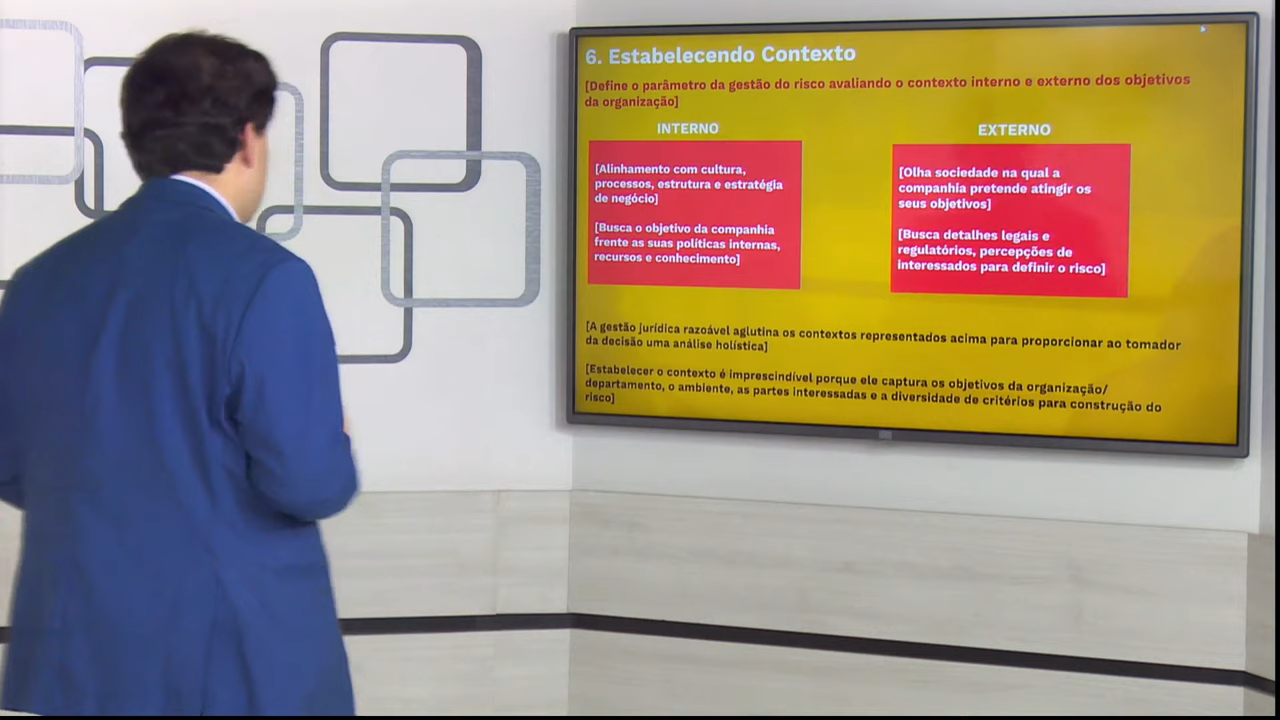 6. Estabelecendo Contexto
[Define o parâmetro da gestão do risco avaliando o contexto interno e externo dos objetivos
da organização]
INTERNO
[Alinhamento com cultura,
processos, estrutura e estratégia
de negócio]
[Busca o objetivo da companhia
frente as suas políticas internas,
recursos e conhecimento]
EXTERNO
[Olha sociedade na qual a
companhia pretende atingir os
seus objetivos]
[Busca detalhes legais e
regulatórios, percepções de
interessados para definir o risco]
[A gestão jurídica razoável aglutina os contextos representados acima para proporcionar ao tomador
da decisão uma análise holística]
[Estabelecer o contexto é imprescindível porque ele captura os objetivos da organização/
departamento, o ambiente, as partes interessadas e a diversidade de critérios para construção do
risco]